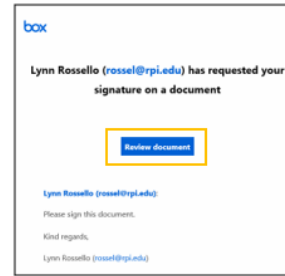 box
Lynn Rossello (rossel@rpi.edu) has requested your
signature on a document
Review document
Lynn Rossello (rossel@rpi.edu):
Please sign this document.
Kind regards,
Lynn Rossello (rossel@rpi.edu)